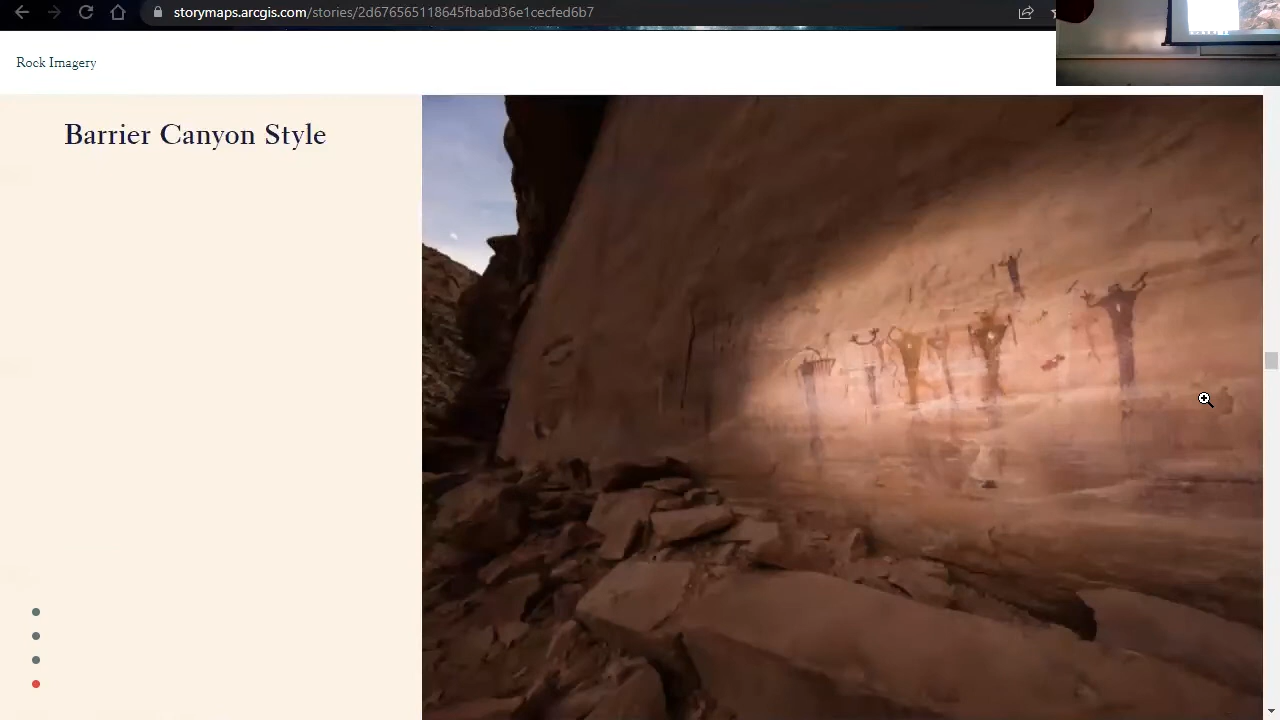 storymaps.arcgis.com/stories/2d676565118645fbabd36e1cecfed6b7
Rock Imagery
Barrier Canyon Style